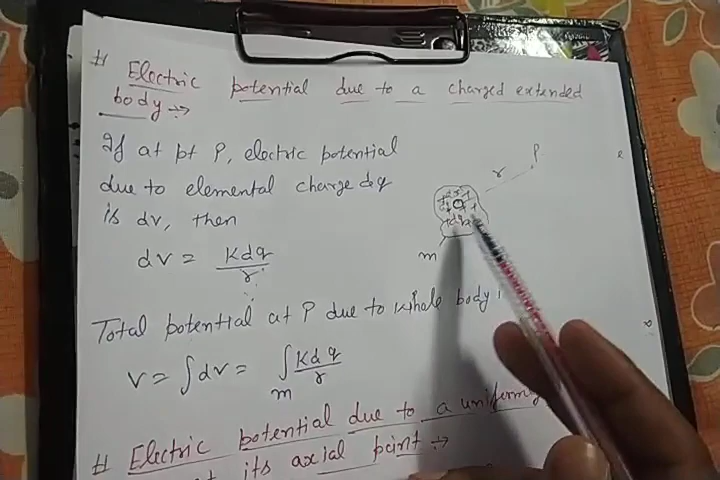 # Electric potential due to a charged extended
body ÷
If at pt P, electric potential
due to elemental charge dq
is dv, then
dv = Kdq/r
P
r
dq
m
Total potential at P due to whole body
V = ∫dv = ∫m Kdq/r
# Electric potential due to a uniformly
its axial point ÷